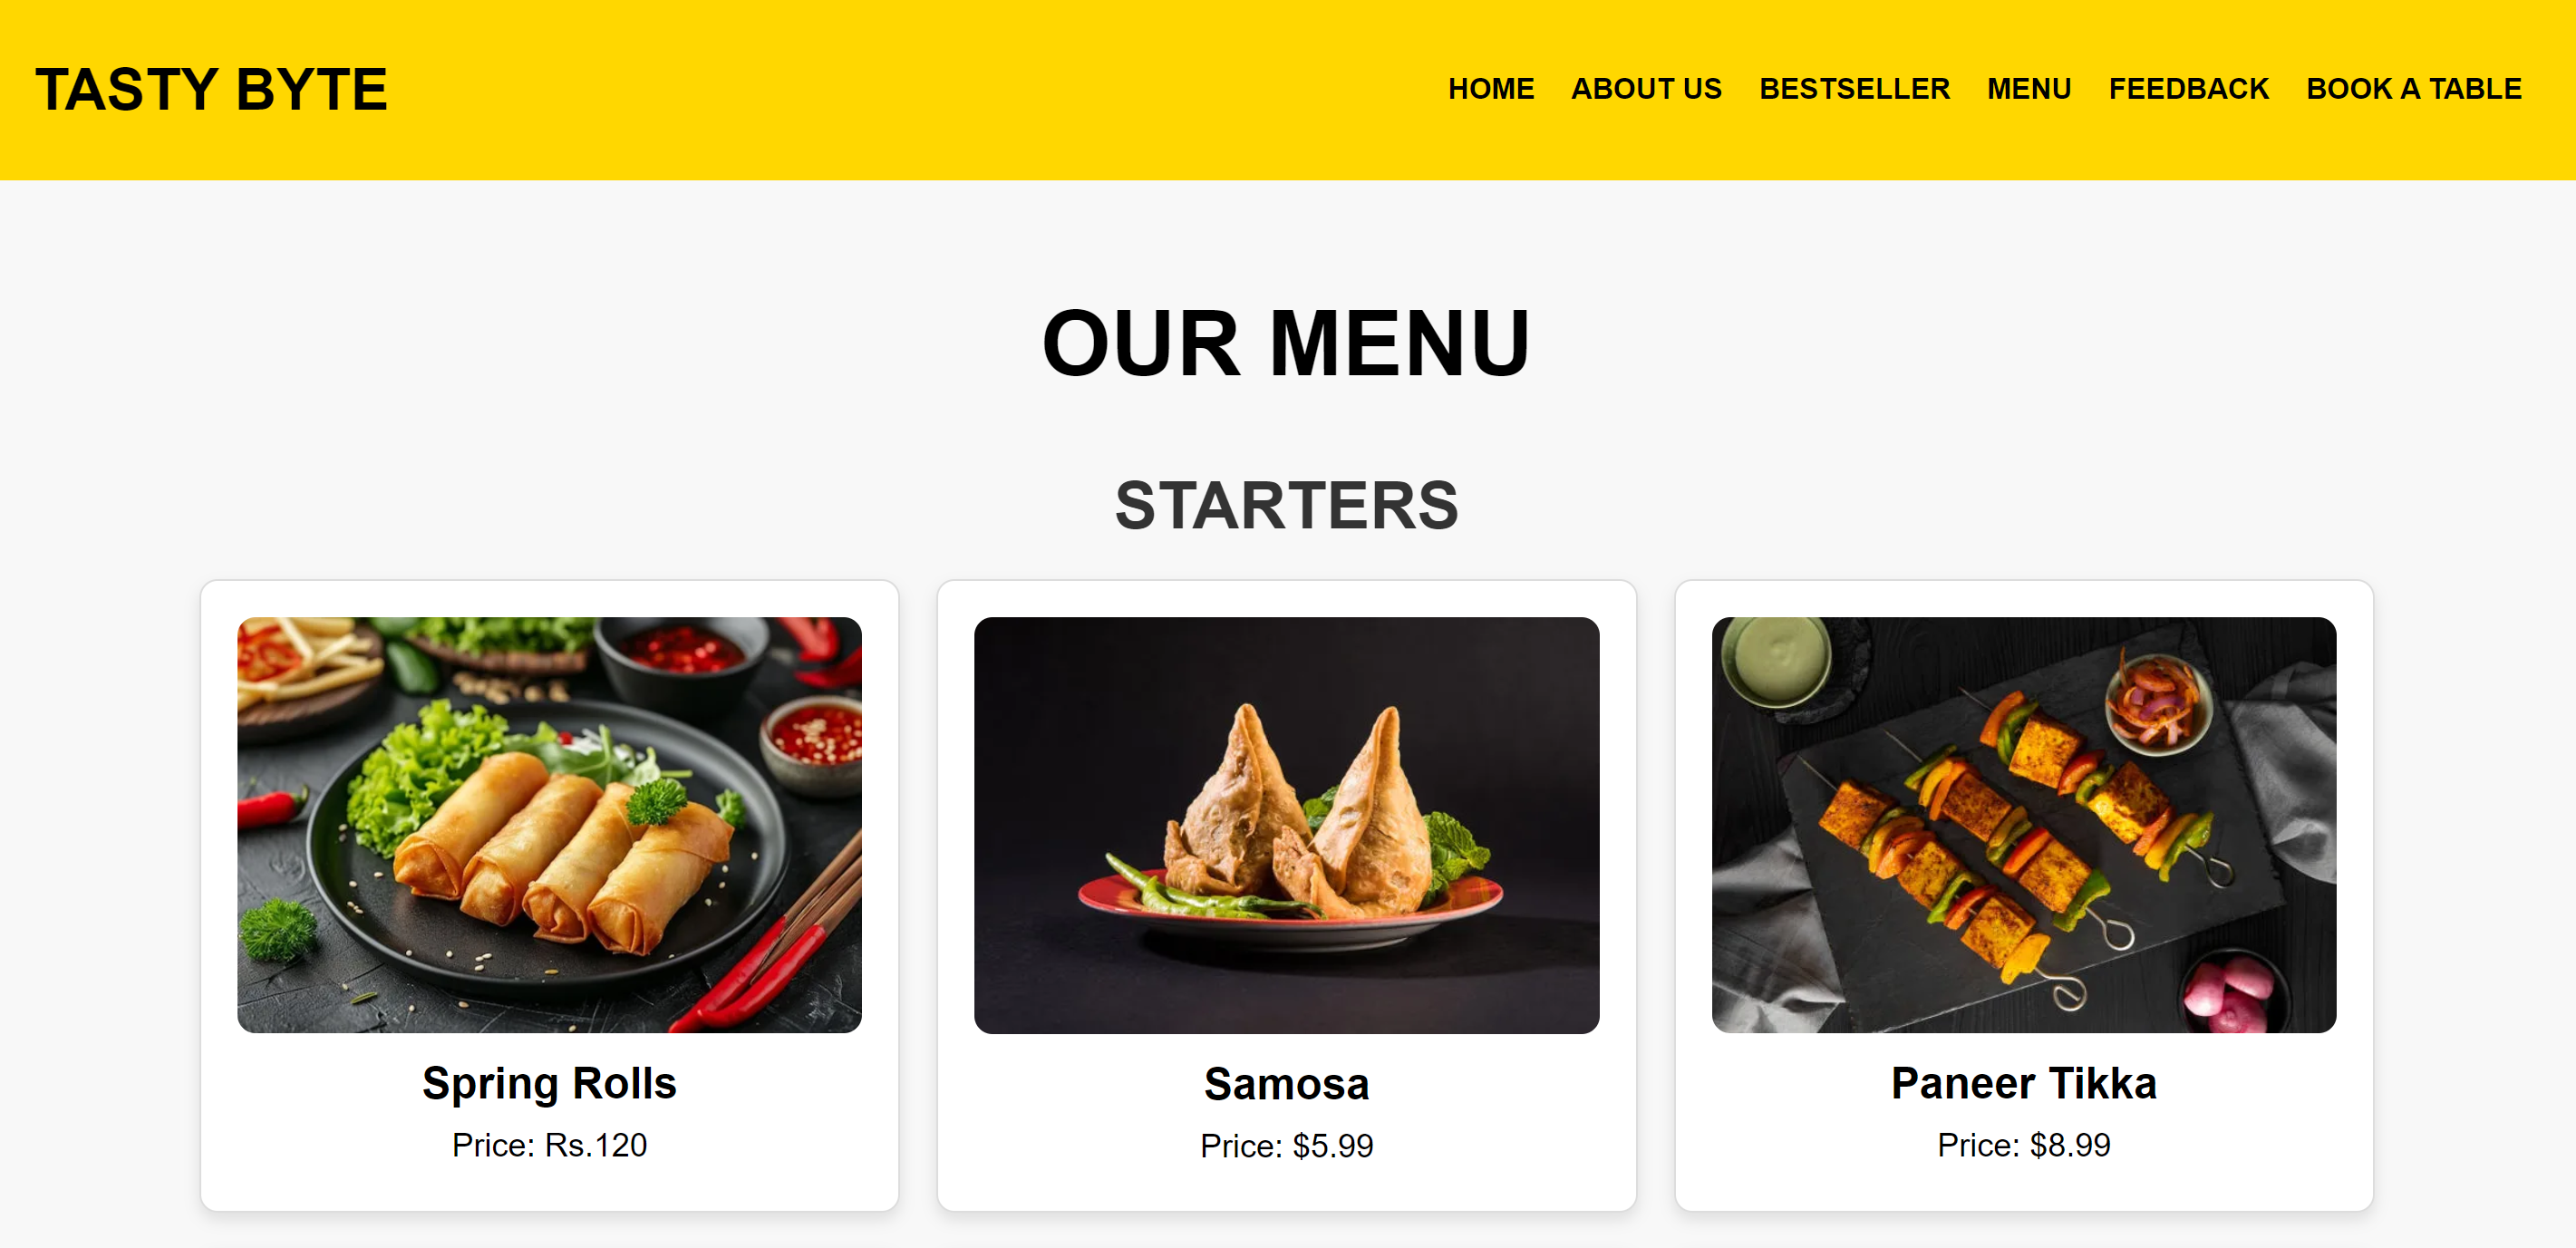 TASTY BYTE
HOME ABOUT US BESTSELLER MENU FEEDBACK BOOK A TABLE
OUR MENU
STARTERS
Spring Rolls
Price: Rs.120
Samosa
Price: $5.99
Paneer Tikka
Price: $8.99